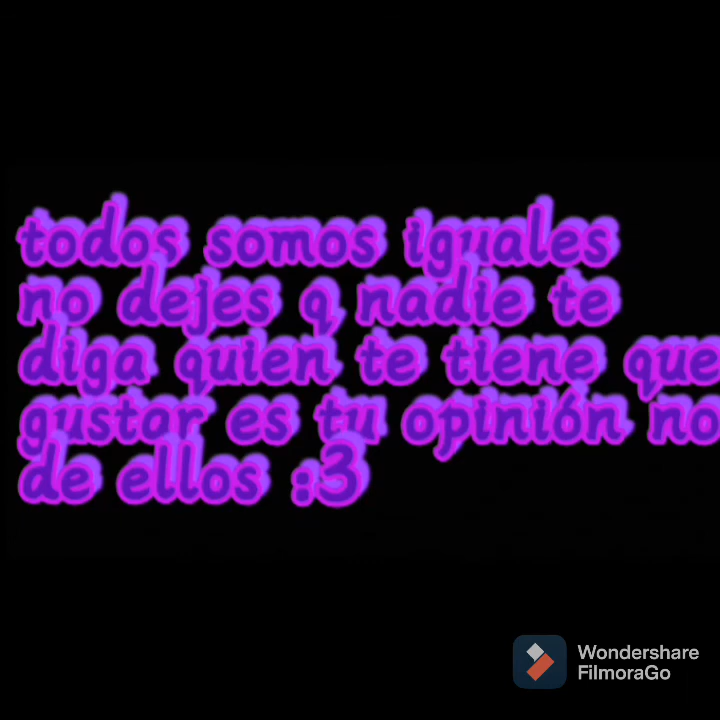 todos somos iguales
no dejes q nadie te
diga quien te tiene que
gustar es tu opinión no
de ellos :3
Wondershare
FilmoraGo